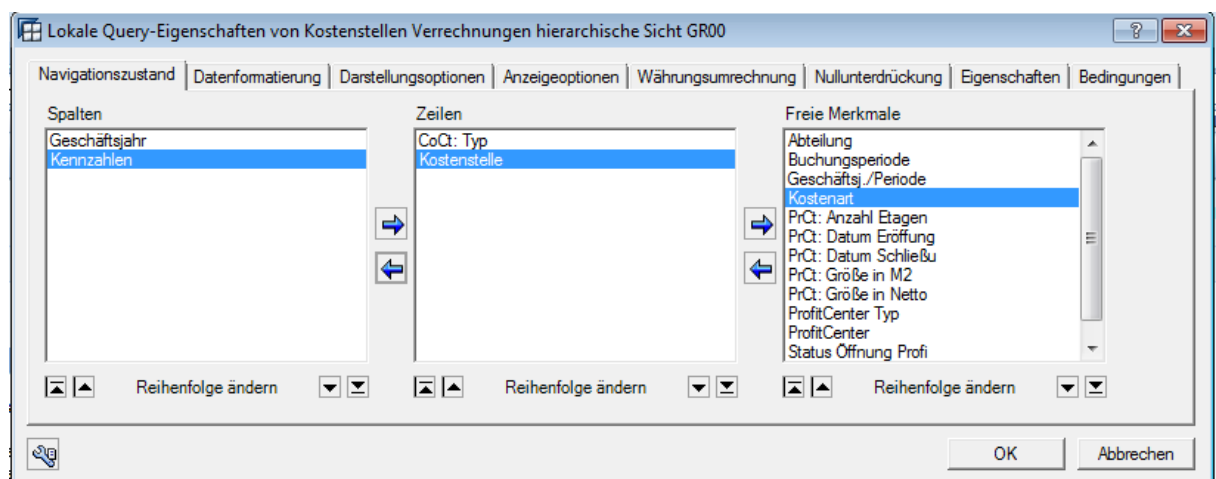 Lokale Query-Eigenschaften von Kostenstellen Verrechnungen hierarchische Sicht GR00
Navigationszustand Datenformatierung Darstellungsoptionen Anzeigeoptionen Währungsumrechnung Nullunterdrückung Eigenschaften Bedingungen
Spalten
Geschäftsjahr
Kennzahlen
Reihenfolge ändern
Zeilen
CoCt: Typ
Kostenstelle
Reihenfolge ändern
Freie Merkmale
Abteilung
Buchungsperiode
Geschäftsj./Periode
Kostenart
PrCt: Anzahl Etagen
PrCt: Datum Eröffung
PrCt: Datum Schließu
PrCt: Größe in M2
PrCt: Größe in Netto
ProfitCenter Typ
ProfitCenter
Status Öffnung Profi
Reihenfolge ändern
OK
Abbrechen